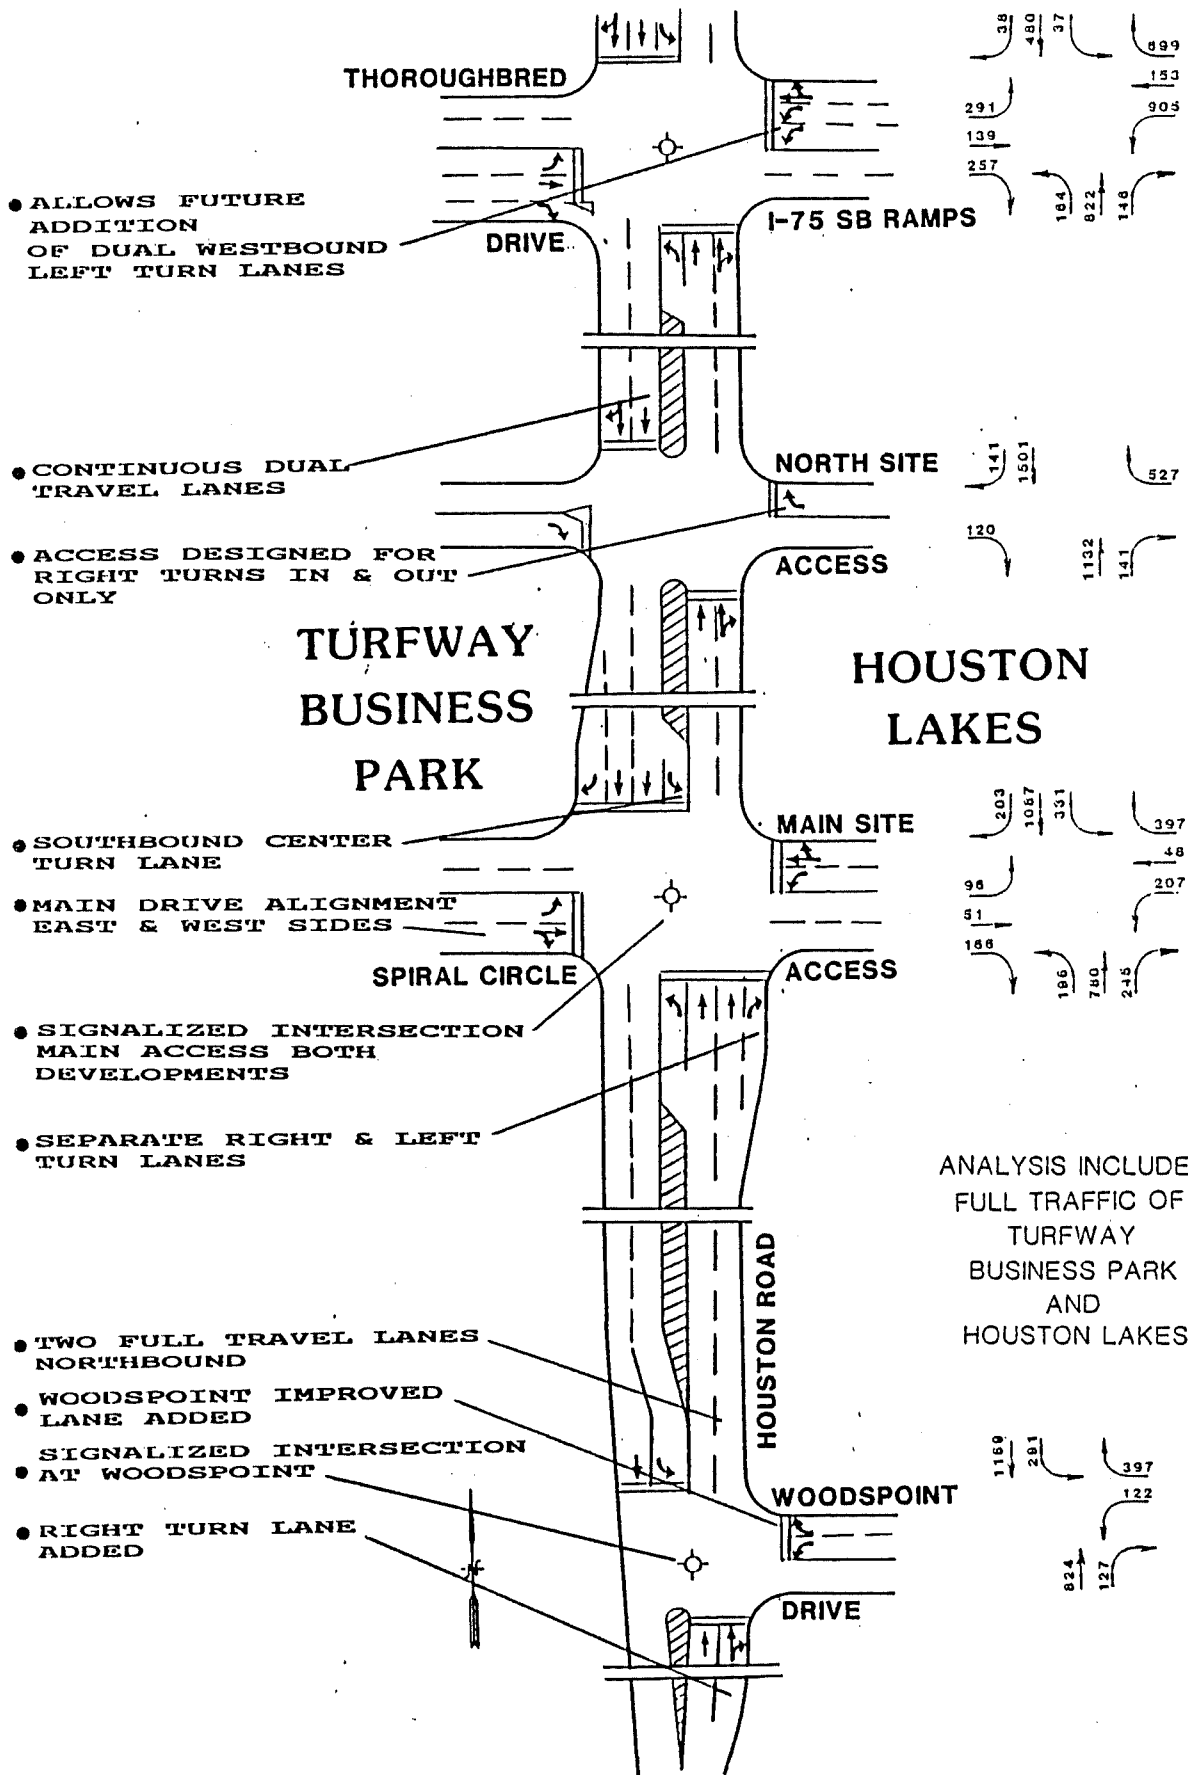 38 480 37
THOROUGHBRED
699
153
905
291
139
257
164 822 146
• ALLOWS FUTURE
ADDITION
OF DUAL WESTBOUND
LEFT TURN LANES
DRIVE
I-75 SB RAMPS
• CONTINUOUS DUAL
TRAVEL LANES
NORTH SITE
141 1501
527
120
1132 141
• ACCESS DESIGNED FOR
RIGHT TURNS IN & OUT
ONLY
ACCESS
TURFWAY
BUSINESS
PARK
HOUSTON
LAKES
203 1087 331
MAIN SITE
397
48
207
96
51
166
196 780 245
• SOUTHBOUND CENTER
TURN LANE
• MAIN DRIVE ALIGNMENT
EAST & WEST SIDES
SPIRAL CIRCLE
ACCESS
• SIGNALIZED INTERSECTION
MAIN ACCESS BOTH
DEVELOPMENTS
• SEPARATE RIGHT & LEFT
TURN LANES
ANALYSIS INCLUDE
FULL TRAFFIC OF
TURFWAY
BUSINESS PARK
AND
HOUSTON LAKES
HOUSTON ROAD
• TWO FULL TRAVEL LANES
NORTHBOUND
• WOODSPOINT IMPROVED
LANE ADDED
• SIGNALIZED INTERSECTION
AT WOODSPOINT
1169 291
397
122
824 127
WOODSPOINT
• RIGHT TURN LANE
ADDED
DRIVE